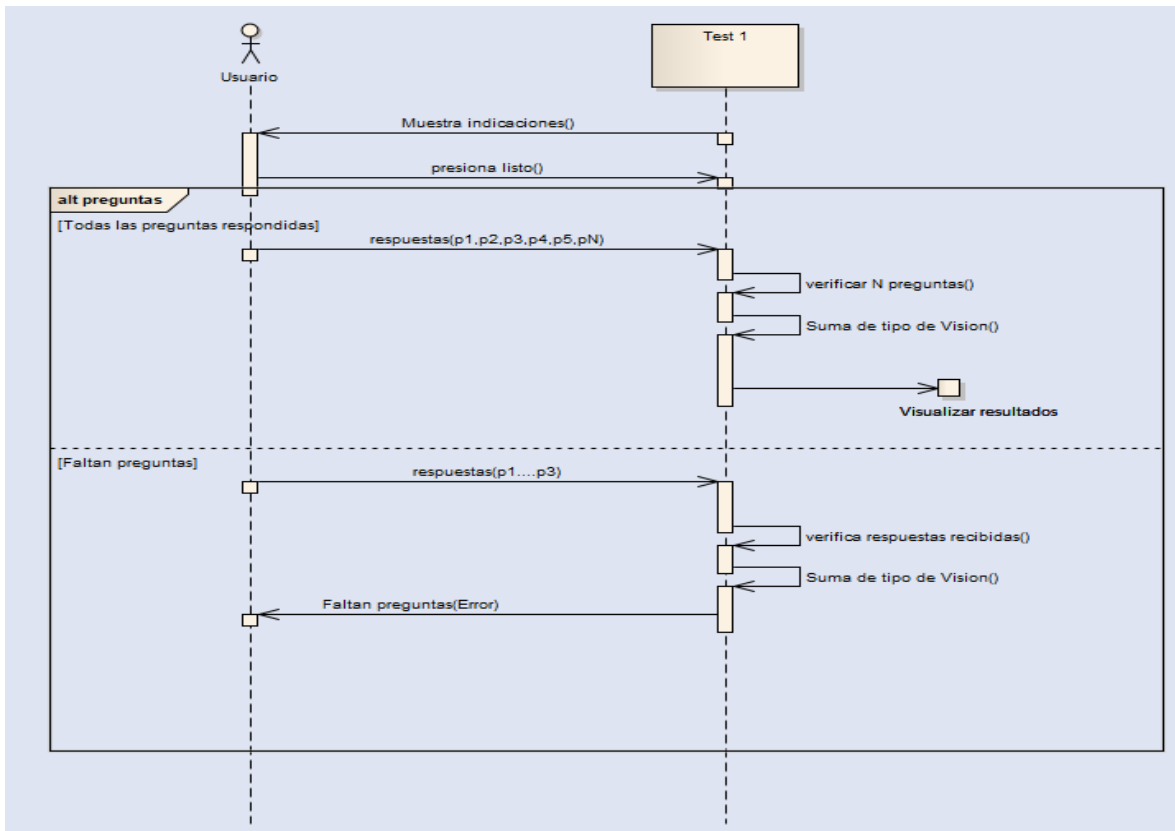 Test 1
Usuario
Muestra indicaciones()
presiona listo()
alt preguntas
[Todas las preguntas respondidas]
respuestas(p1,p2,p3,p4,p5,pN)
verificar N preguntas()
Suma de tipo de Vision()
Visualizar resultados
[Faltan preguntas]
respuestas(p1....p3)
verifica respuestas recibidas()
Suma de tipo de Vision()
Faltan preguntas(Error)